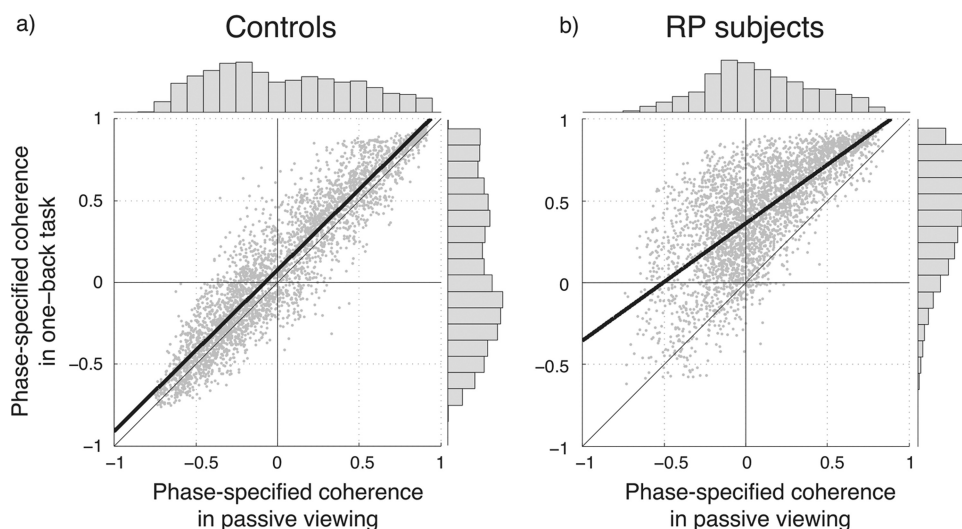 a)
Controls
b)
RP subjects
Phase-specified coherence
in one-back task
1
0.5
0
−0.5
−1
−1
−0.5
0
0.5
1
Phase-specified coherence
in passive viewing
1
0.5
0
−0.5
−1
−1
−0.5
0
0.5
1
Phase-specified coherence
in passive viewing